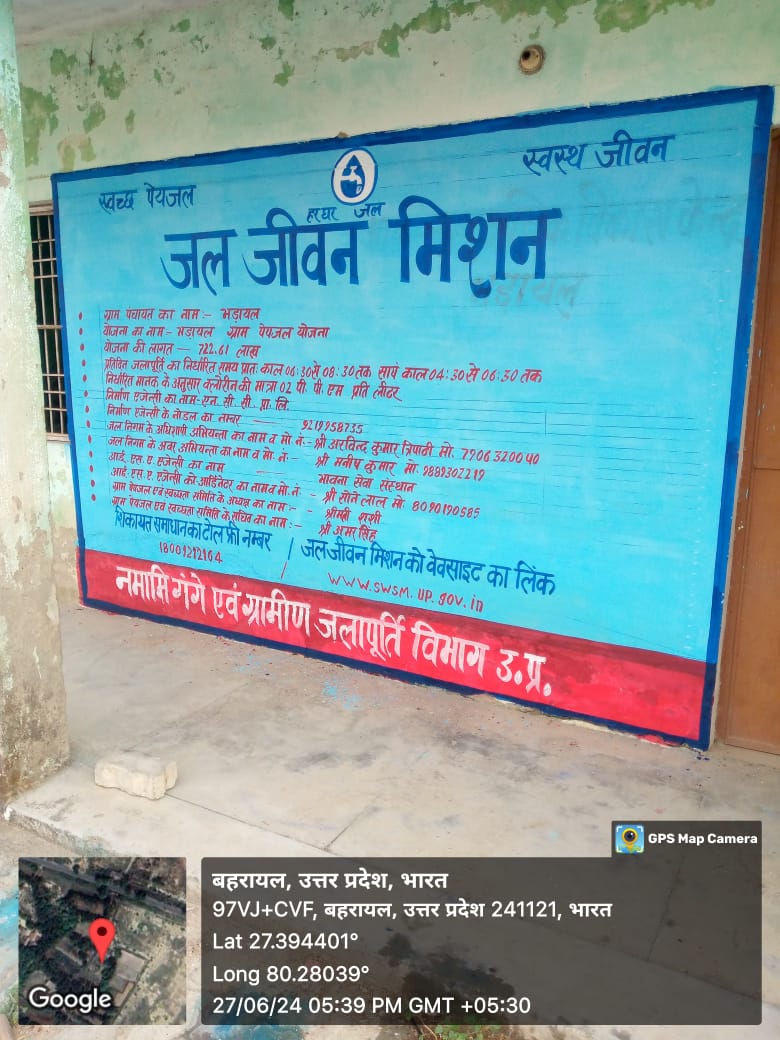 स्वच्छ पेयजल
स्वस्थ जीवन
हर घर जल
जल जीवन मिशन
ग्राम पंचायत का नाम :- भड़ायल
योजना का नाम :- भड़ायल ग्राम पेयजल योजना
योजना की लागत — 722.61 लाख
प्रतिदिन जलापूर्ति का निर्धारित समय प्रातः काल 06:30 से 08:30 तक सायं काल 04:30 से 06:30 तक
निर्धारित मानक के अनुसार क्लोरीन की मात्रा 02 पी. पी. एम प्रति लीटर
निर्माण एजेन्सी का नाम- एन. सी. सी. प्रा. लि.
निर्माण एजेन्सी के नोडल का नम्बर — 9219958735
जल निगम के अधिशाषी अभियन्ता का नाम व मो. नं.- श्री अरविन्द कुमार त्रिपाठी मो. 7906320040
जल निगम के अवर अभियन्ता का नाम व मो. नं. — श्री मनीष कुमार मो. 9889302219
आई. एस. ए. एजेन्सी का नाम — भावना सेवा संस्थान
आई. एस. ए. एजेन्सी कोआर्डिनेटर का नाम व मो. नं. :- श्री सोने लाल मो. 8090190585
ग्राम पेयजल एवं स्वच्छता समिति के अध्यक्ष का नाम :- श्रीमती शशी
ग्राम पेयजल एवं स्वच्छता समिति के सचिव का नाम :- श्री अमर सिंह
शिकायत समाधान का टोल फ्री नम्बर / जल जीवन मिशन की वेबसाइट का लिंक
18001212164 / www.swsm.up.gov.in
नमामि गंगे एवं ग्रामीण जलापूर्ति विभाग उ.प्र.
GPS Map Camera
बहरायल, उत्तर प्रदेश, भारत
97VJ+CVF, बहरायल, उत्तर प्रदेश 241121, भारत
Lat 27.394401°
Long 80.28039°
27/06/24 05:39 PM GMT +05:30
Google